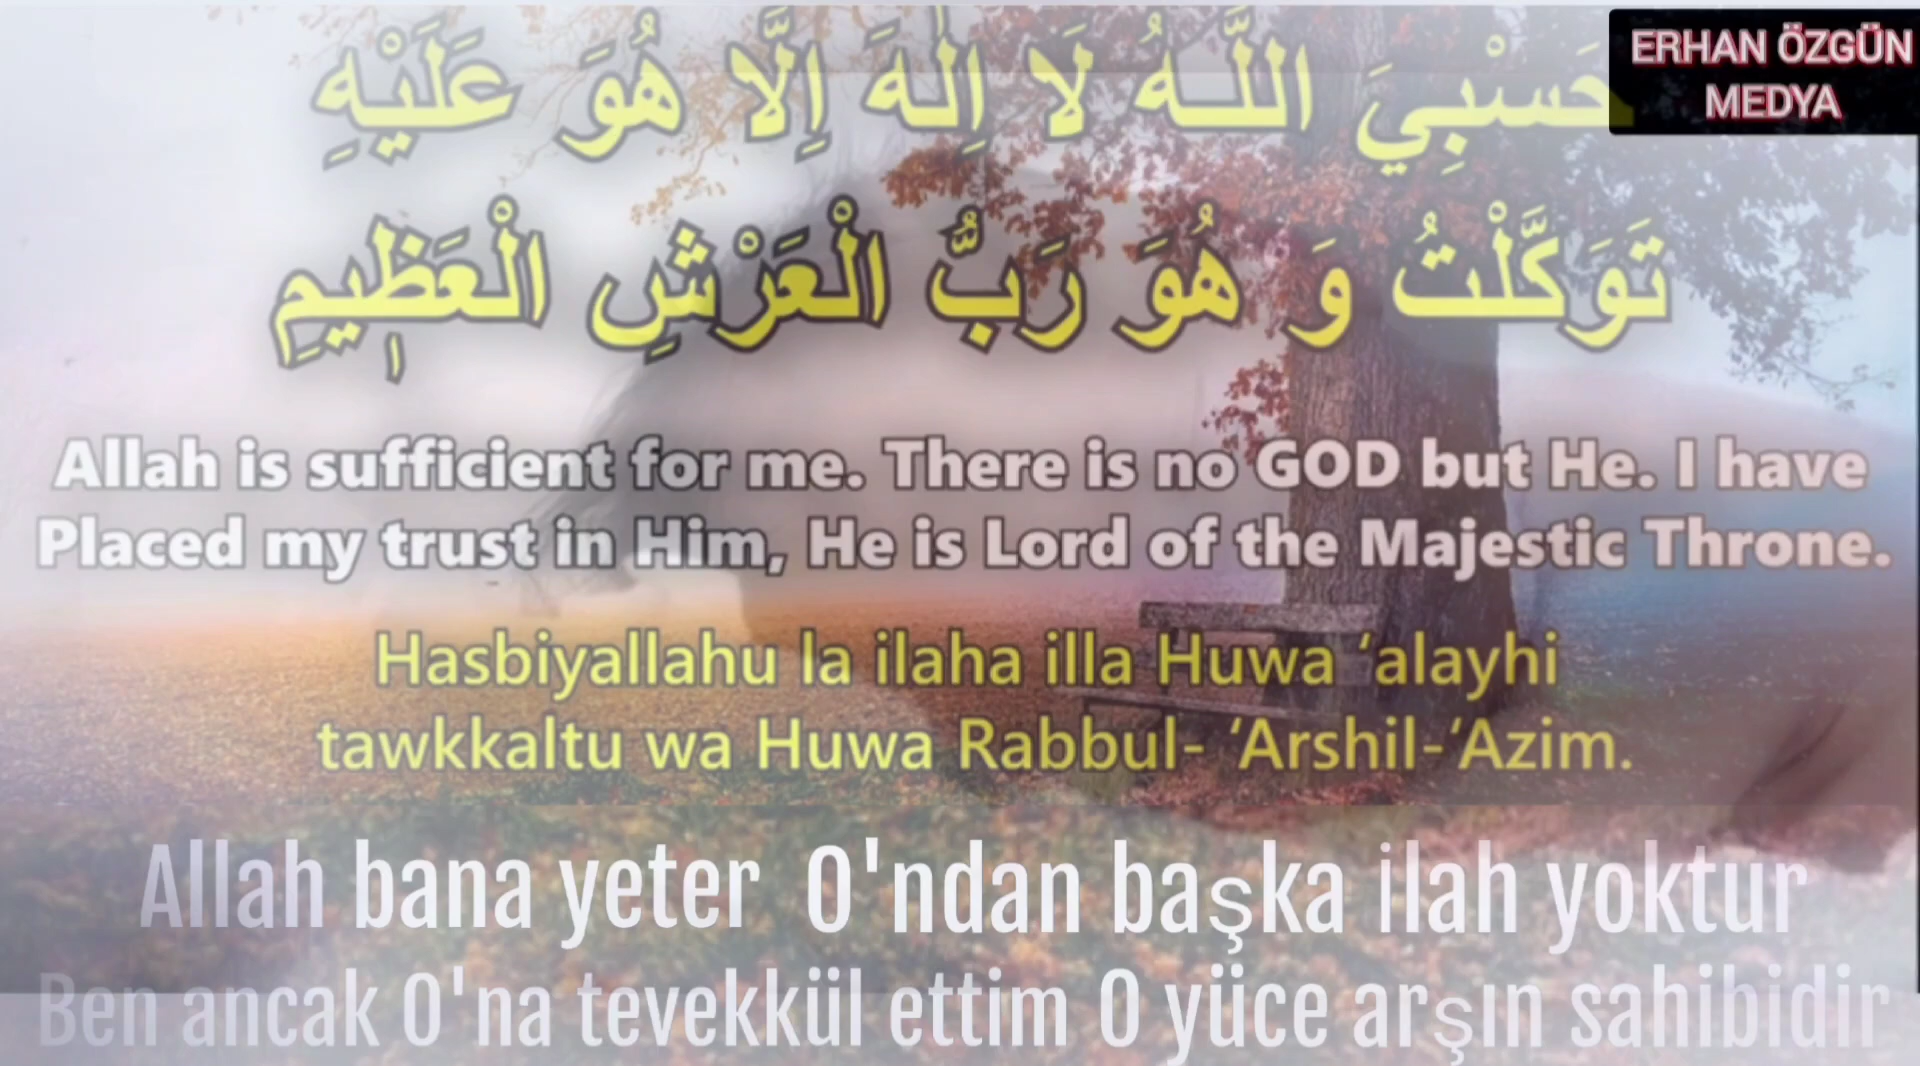 حَسْبِيَ اللَّـهُ لَا اِلٰهَ اِلَّا هُوَ عَلَيْهِ
تَوَكَّلْتُ وَ هُوَ رَبُّ الْعَرْشِ الْعَظٖيمِ
ERHAN ÖZGÜN
MEDYA
Allah is sufficient for me. There is no GOD but He. I have
Placed my trust in Him, He is Lord of the Majestic Throne.
Hasbiyallahu la ilaha illa Huwa ‘alayhi
tawkkaltu wa Huwa Rabbul- ‘Arshil-‘Azim.
Allah bana yeter O'ndan başka ilah yoktur
Ben ancak O'na tevekkül ettim O yüce arşın sahibidir